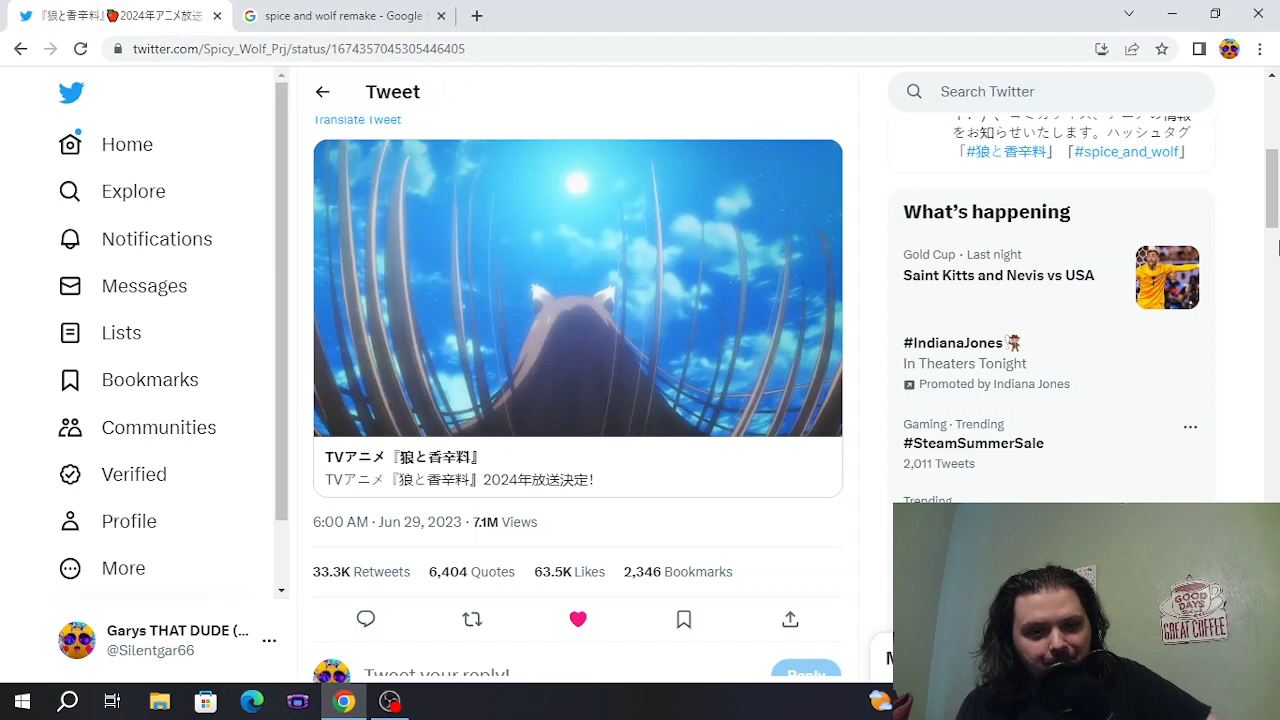 『狼と香辛料』🍎2024年アニメ放送
spice and wolf remake - Google S
twitter.com/Spicy_Wolf_Prj/status/1674357045305446405
Home
Explore
Notifications
Messages
Lists
Bookmarks
Communities
Verified
Profile
More
Garys THAT DUDE (...
@Silentgar66
Tweet
Translate Tweet
TVアニメ『狼と香辛料』
TVアニメ『狼と香辛料』2024年放送決定！
6:00 AM · Jun 29, 2023 · 7.1M Views
33.3K Retweets 6,404 Quotes 63.5K Likes 2,346 Bookmarks
Tweet your reply!
Reply
Search Twitter
の情報
をお知らせいたします。ハッシュタグ
「#狼と香辛料」「#spice_and_wolf」
What's happening
Gold Cup · Last night
Saint Kitts and Nevis vs USA
#IndianaJones
In Theaters Tonight
Promoted by Indiana Jones
Gaming · Trending
#SteamSummerSale
2,011 Tweets
Trending
GOOD
DAYS
GREAT COFFEE